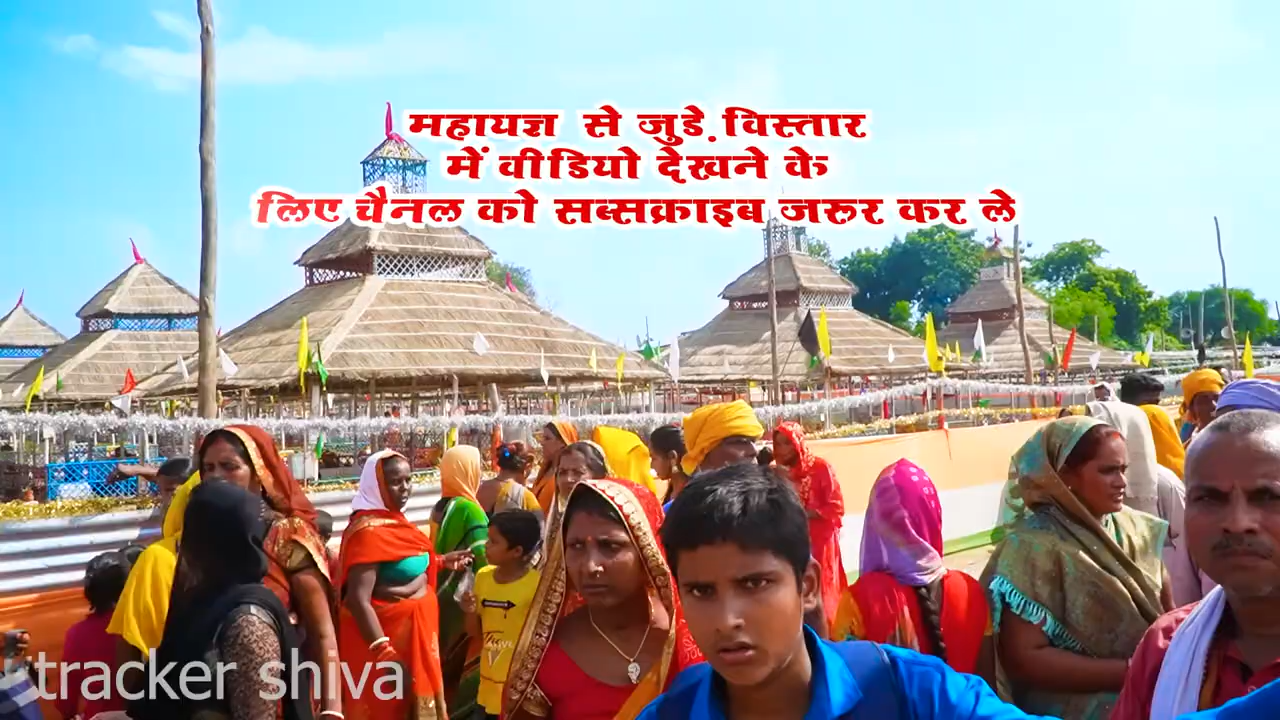 महायज्ञ से जुडे. विस्तार
में वीडियो देखने के
लिए चैनल को सब्सक्राइब जरूर कर ले
tracker shiva